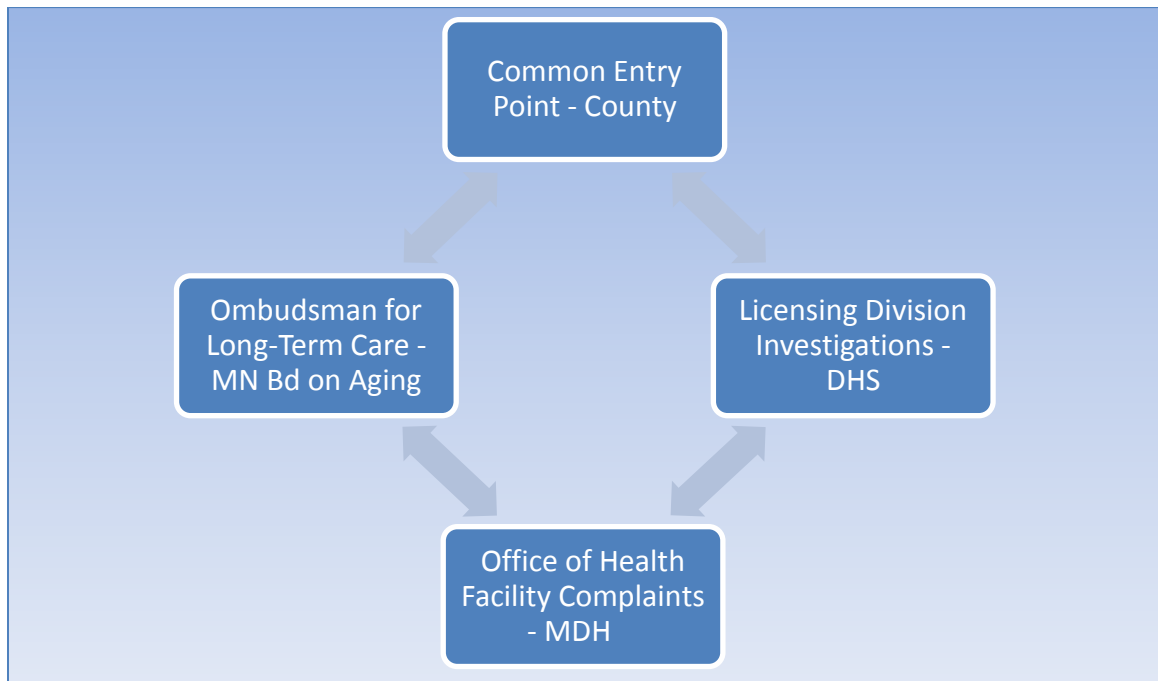 Common Entry
Point - County
Ombudsman for
Long-Term Care -
MN Bd on Aging
Licensing Division
Investigations -
DHS
Office of Health
Facility Complaints
- MDH